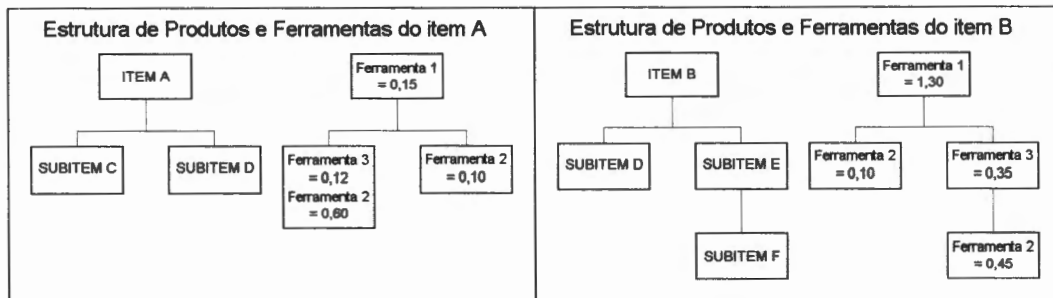 Estrutura de Produtos e Ferramentas do item A
ITEM A
Ferramenta 1
= 0,15
SUBITEM C
SUBITEM D
Ferramenta 3
= 0,12
Ferramenta 2
= 0,60
Ferramenta 2
= 0,10
Estrutura de Produtos e Ferramentas do item B
ITEM B
Ferramenta 1
= 1,30
SUBITEM D
SUBITEM E
Ferramenta 2
= 0,10
Ferramenta 3
= 0,35
SUBITEM F
Ferramenta 2
= 0,45